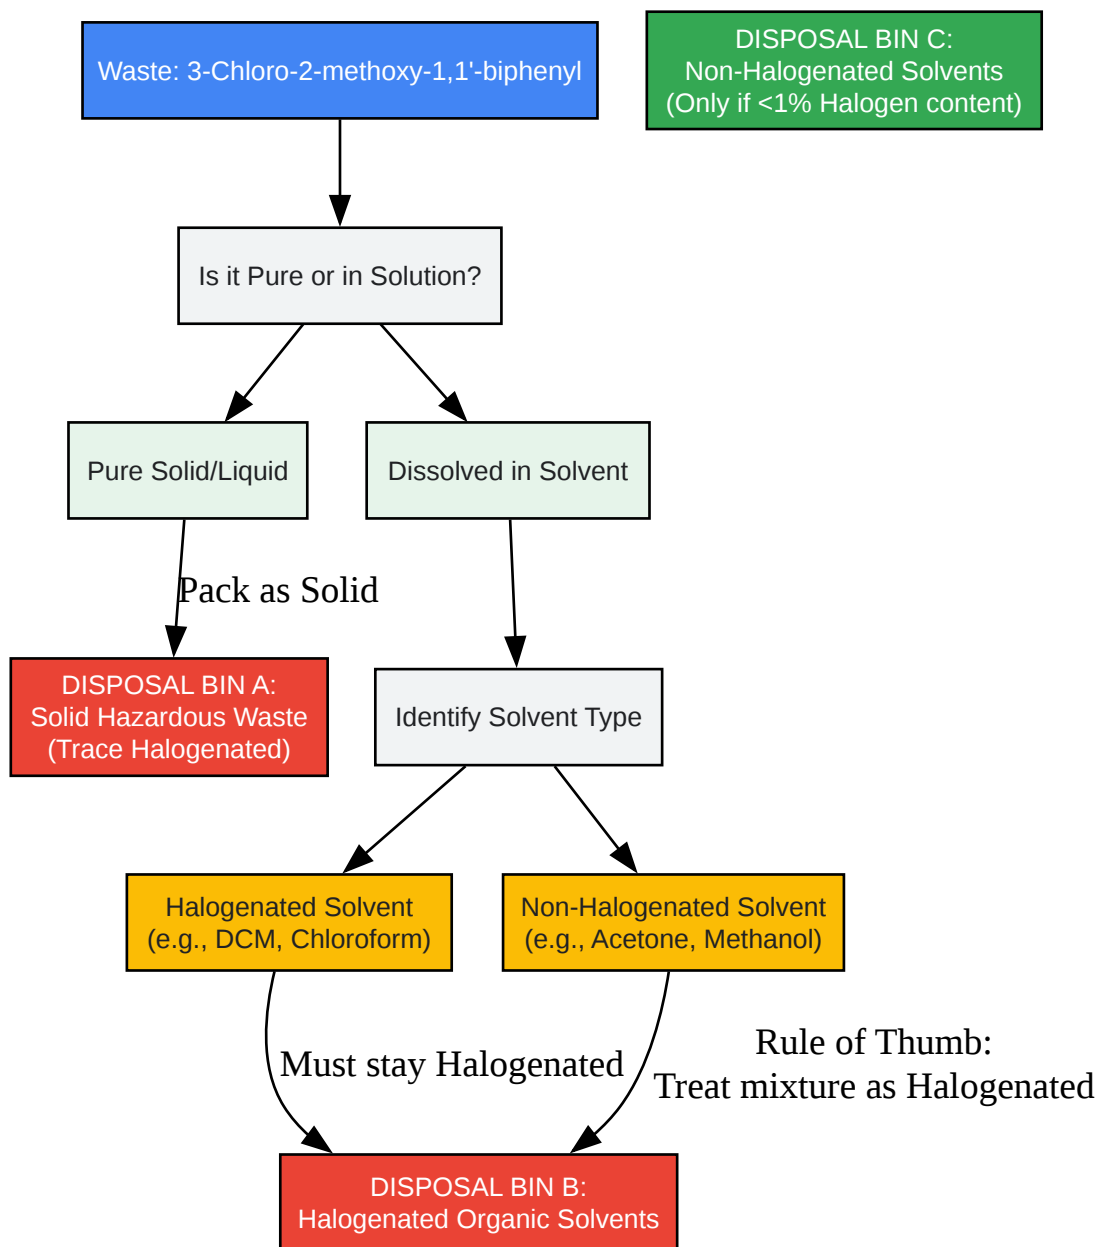 Waste: 3-Chloro-2-methoxy-1,1'-biphenyl
DISPOSAL BIN C:
Non-Halogenated Solvents
(Only if <1% Halogen content)
Is it Pure or in Solution?
Pure Solid/Liquid
Dissolved in Solvent
Pack as Solid
DISPOSAL BIN A:
Solid Hazardous Waste
(Trace Halogenated)
Identify Solvent Type
Halogenated Solvent
(e.g., DCM, Chloroform)
Non-Halogenated Solvent
(e.g., Acetone, Methanol)
Must stay Halogenated
Rule of Thumb:
Treat mixture as Halogenated
DISPOSAL BIN B:
Halogenated Organic Solvents